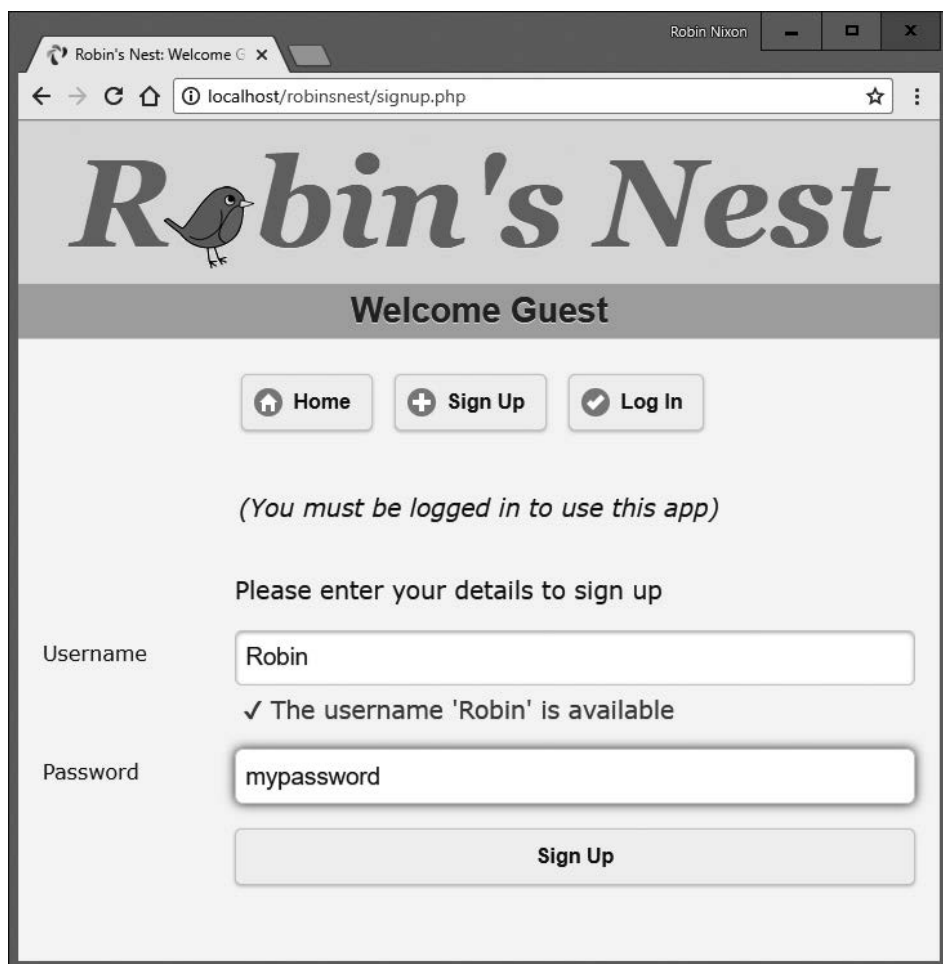 Robin Nixon
Robin's Nest: Welcome G
localhost/robinsnest/signup.php
Robin's Nest
Welcome Guest
Home Sign Up Log In
(You must be logged in to use this app)
Please enter your details to sign up
Username Robin
✓ The username 'Robin' is available
Password mypassword
Sign Up